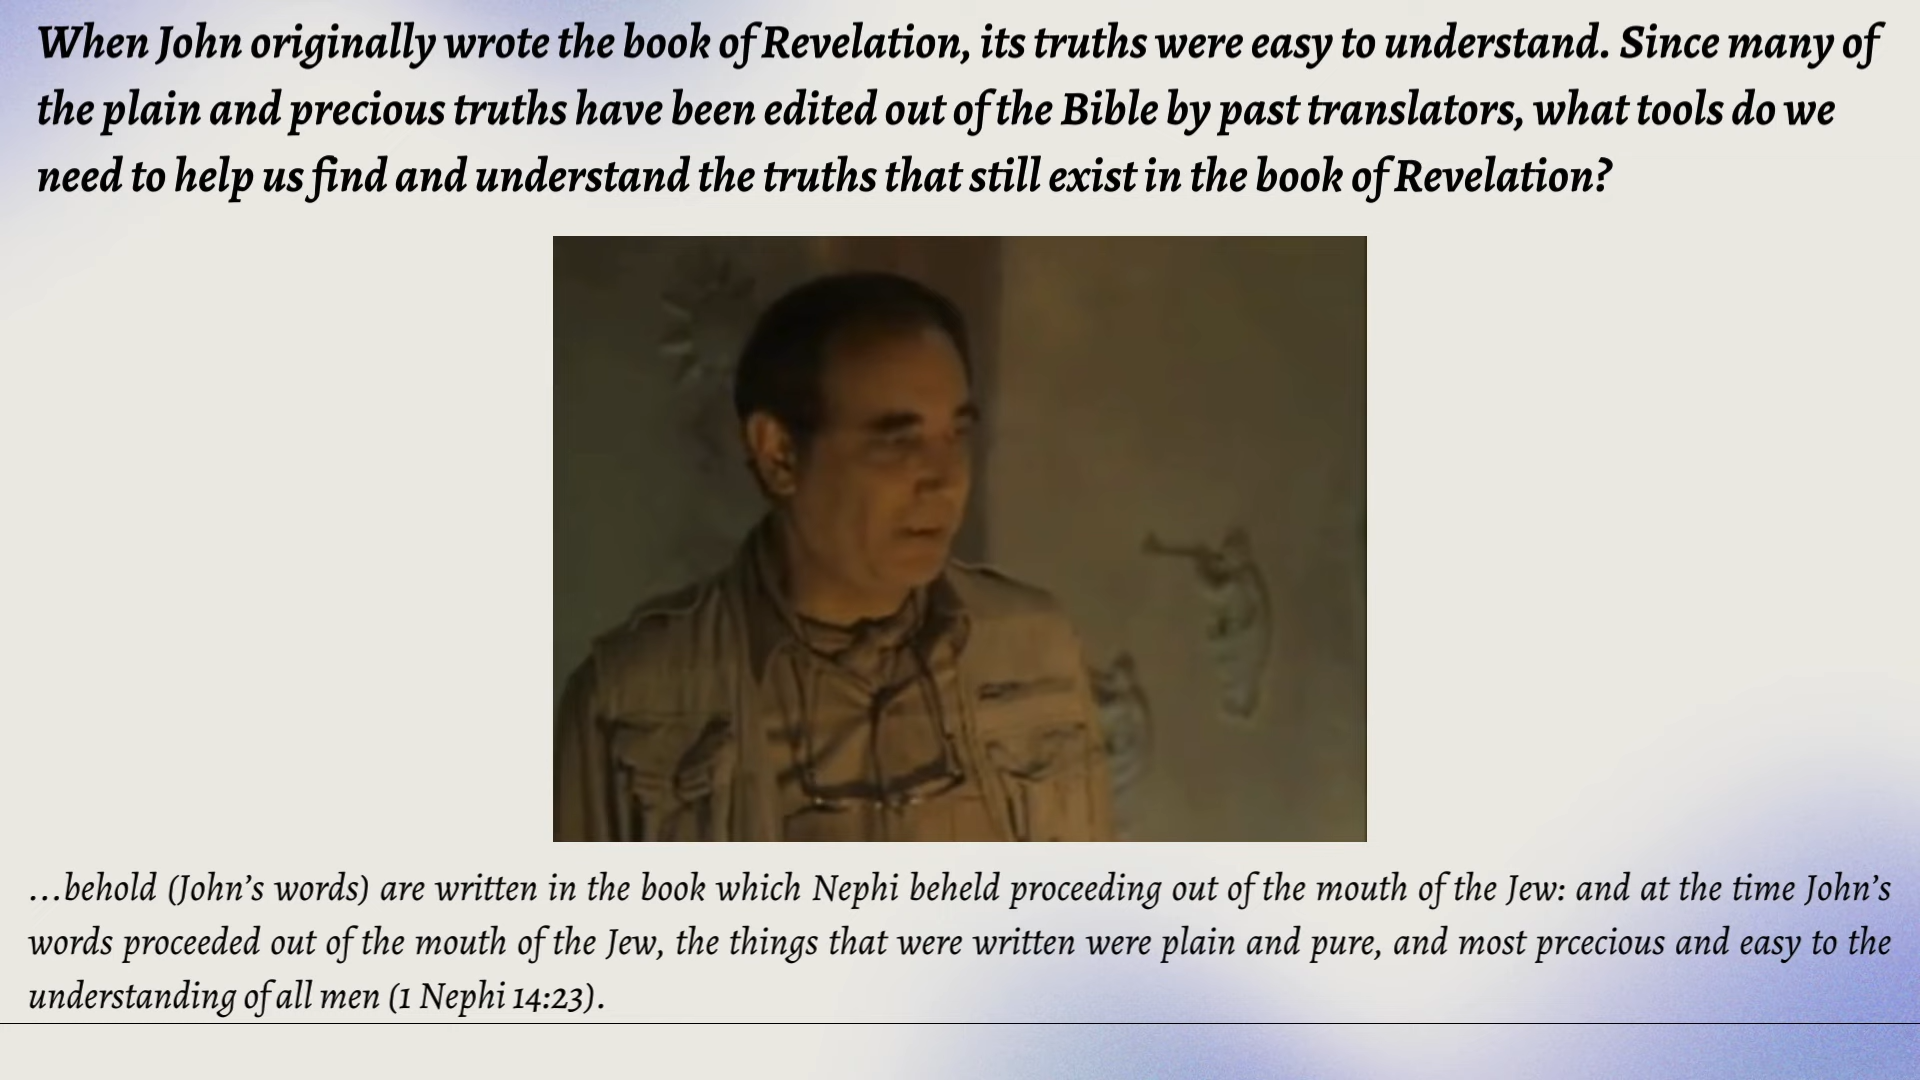 When John originally wrote the book of Revelation, its truths were easy to understand. Since many of
the plain and precious truths have been edited out of the Bible by past translators, what tools do we
need to help us find and understand the truths that still exist in the book of Revelation?
...behold (John's words) are written in the book which Nephi beheld proceeding out of the mouth of the Jew: and at the time John's
words proceeded out of the mouth of the Jew, the things that were written were plain and pure, and most prcecious and easy to the
understanding of all men (1 Nephi 14:23).